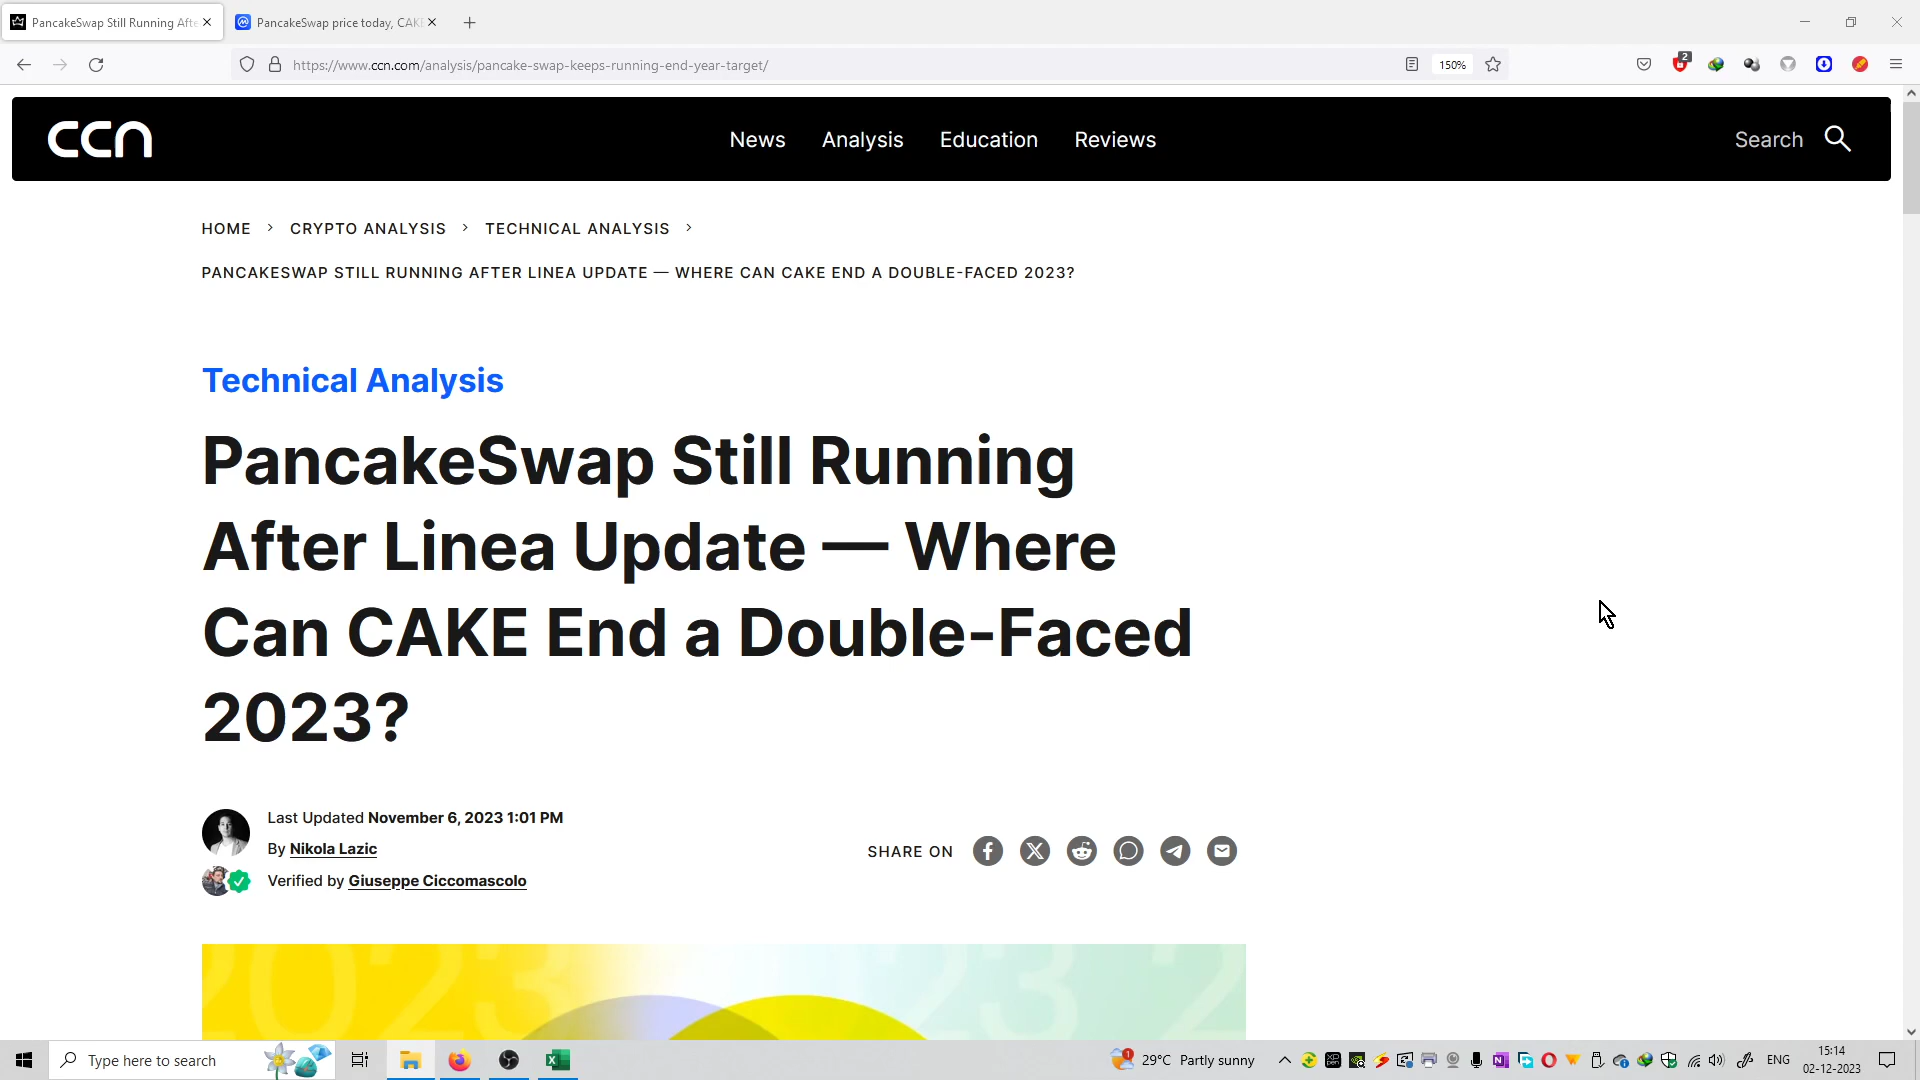 PancakeSwap Still Running Afte
PancakeSwap price today, CAK
https://www.ccn.com/analysis/pancake-swap-keeps-running-end-year-target/
150%
2
ccn
News
Analysis
Education
Reviews
Search
HOME > CRYPTO ANALYSIS > TECHNICAL ANALYSIS >
PANCAKESWAP STILL RUNNING AFTER LINEA UPDATE — WHERE CAN CAKE END A DOUBLE-FACED 2023?
Technical Analysis
PancakeSwap Still Running
After Linea Update — Where
Can CAKE End a Double-Faced
2023?
Last Updated November 6, 2023 1:01 PM
By Nikola Lazic
Verified by Giuseppe Ciccomascolo
SHARE ON
2023
Type here to search
1
29°C Partly sunny
ENG
15:14
02-12-2023